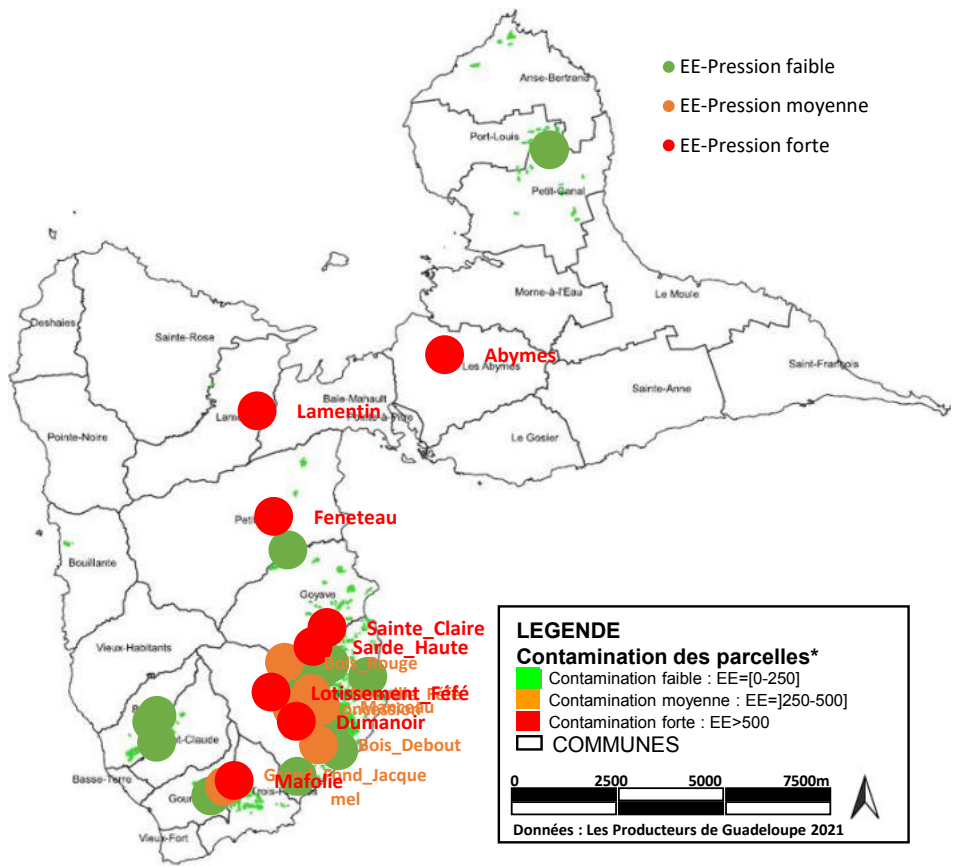 EE-Pression faible
EE-Pression moyenne
EE-Pression forte
Anse-Bertrand
Port-Louis
Petit-Canal
Morne-à-l'Eau
Le Moule
Deshaies
Sainte-Rose
Abymes
Les Abymes
Saint-François
Sainte-Anne
Lamentin
Baie-Mahault
Le Gosier
Pointe-Noire
Feneteau
Bouillante
Goyave
Sainte_Claire
Sarde_Haute
Vieux-Habitants
Bois_Rouge
Lotissement_Féfé
Manceau
Dumanoir
Bois_Debout
Basse-Terre
Mafolie
Fond_Jacque
mel
Vieux-Fort
LEGENDE
Contamination des parcelles*
Contamination faible : EE=[0-250]
Contamination moyenne : EE=]250-500]
Contamination forte : EE>500
COMMUNES
0 2500 5000 7500m
Données : Les Producteurs de Guadeloupe 2021